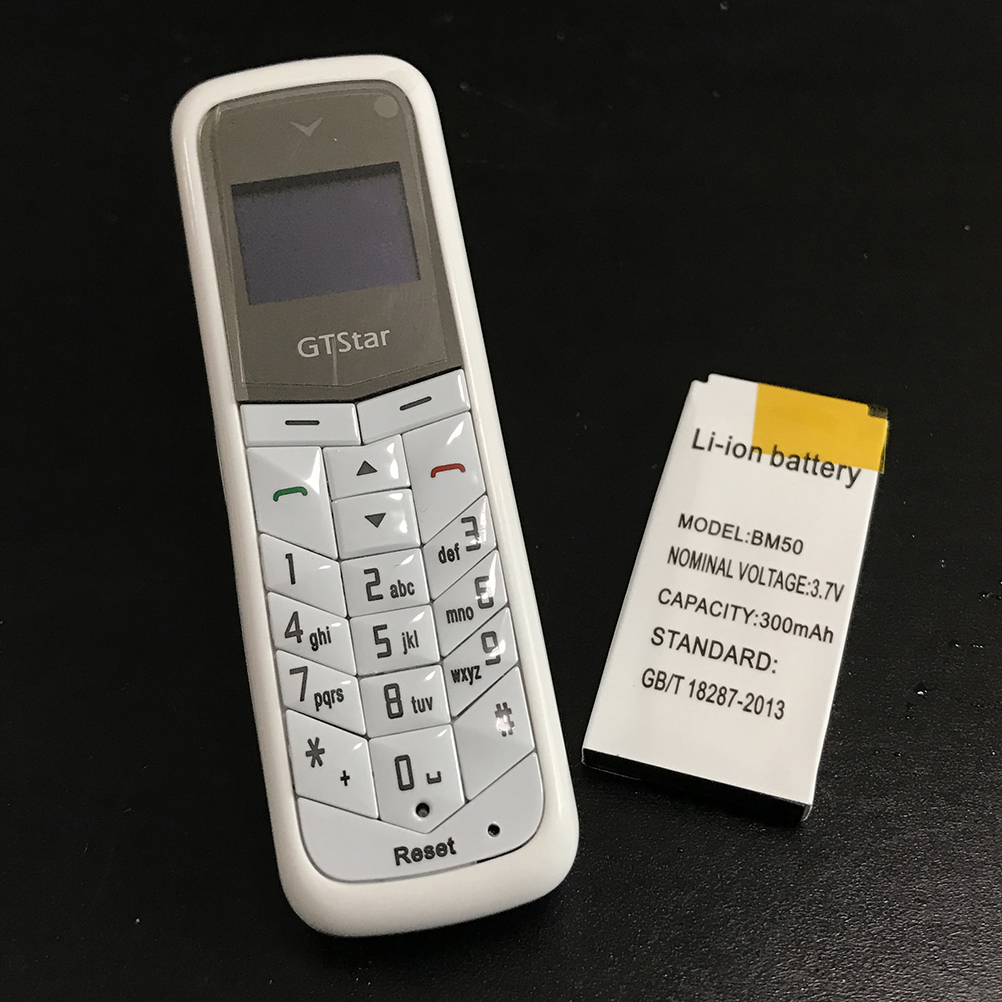 GTStar
1
2 abc
def 3
4 ghi
5 jkl
mno 6
7 pqrs
8 tuv
wxyz 9
* +
0 ⎵
#
Reset
Li-ion battery
MODEL:BM50
NOMINAL VOLTAGE:3.7V
CAPACITY:300mAh
STANDARD:
GB/T 18287-2013